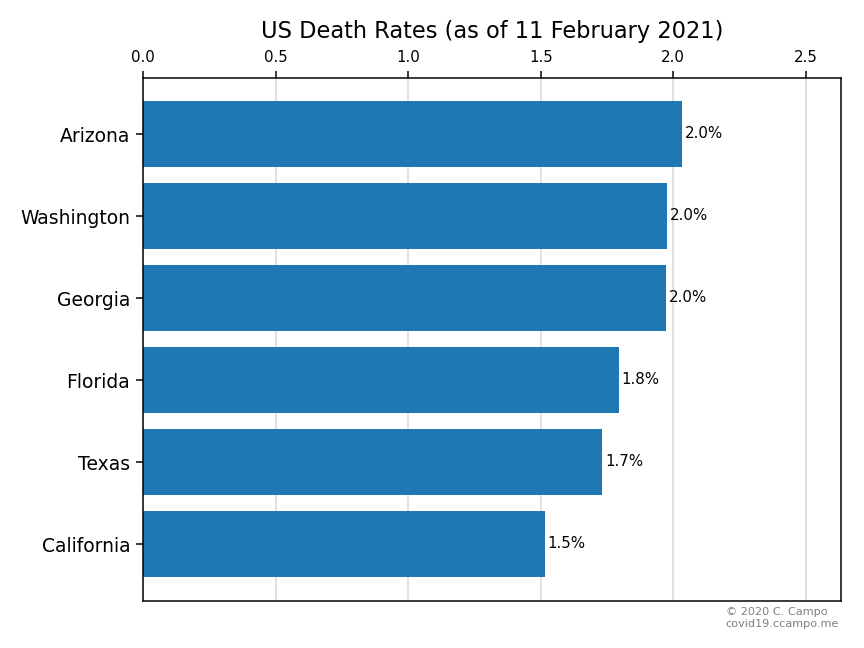 US Death Rates (as of 11 February 2021)
0.0 0.5 1.0 1.5 2.0 2.5
Arizona 2.0%
Washington 2.0%
Georgia 2.0%
Florida 1.8%
Texas 1.7%
California 1.5%
© 2020 C. Campo
covid19.ccampo.me